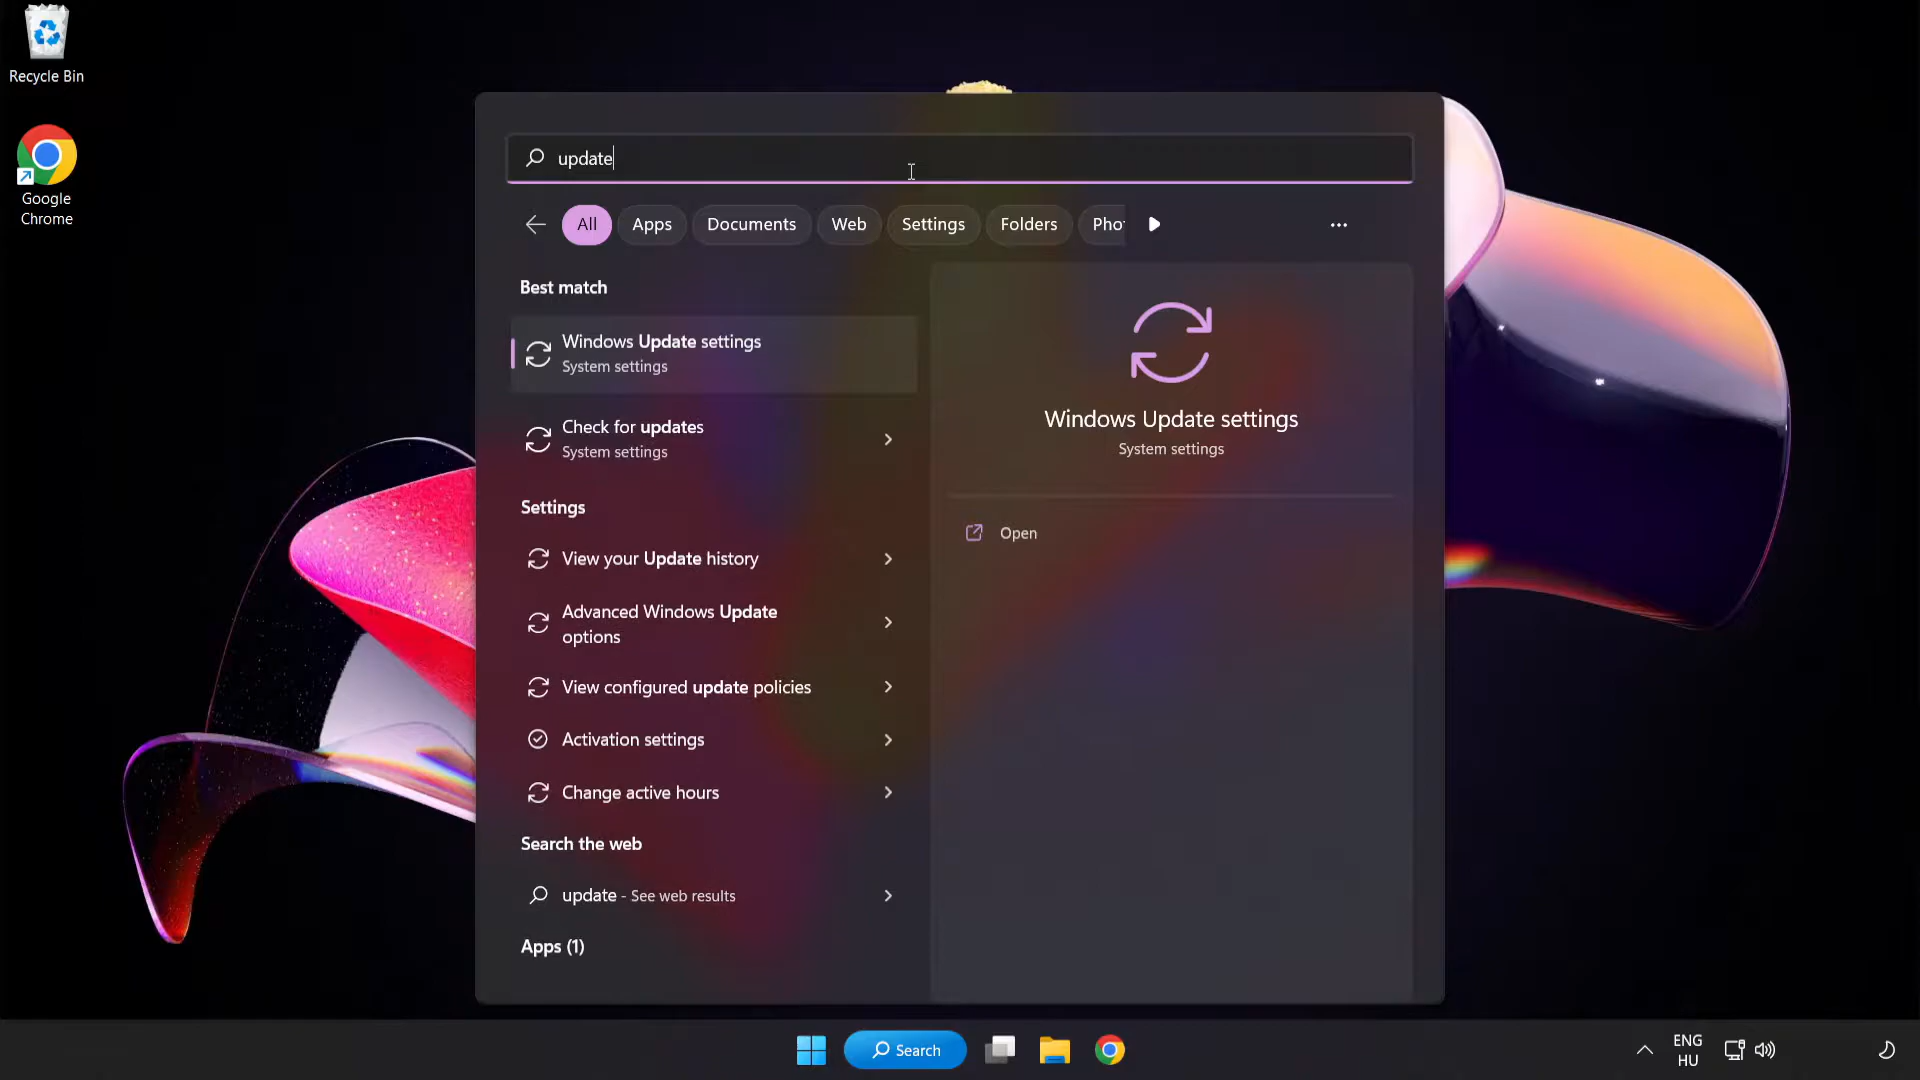 Recycle Bin
Google
Chrome
update
All
Apps
Documents
Web
Settings
Folders
Pho
Best match
Windows Update settings
System settings
Check for updates
System settings
Settings
View your Update history
Advanced Windows Update
options
View configured update policies
Activation settings
Change active hours
Search the web
update - See web results
Apps (1)
Windows Update settings
System settings
Open
Search
ENG
HU